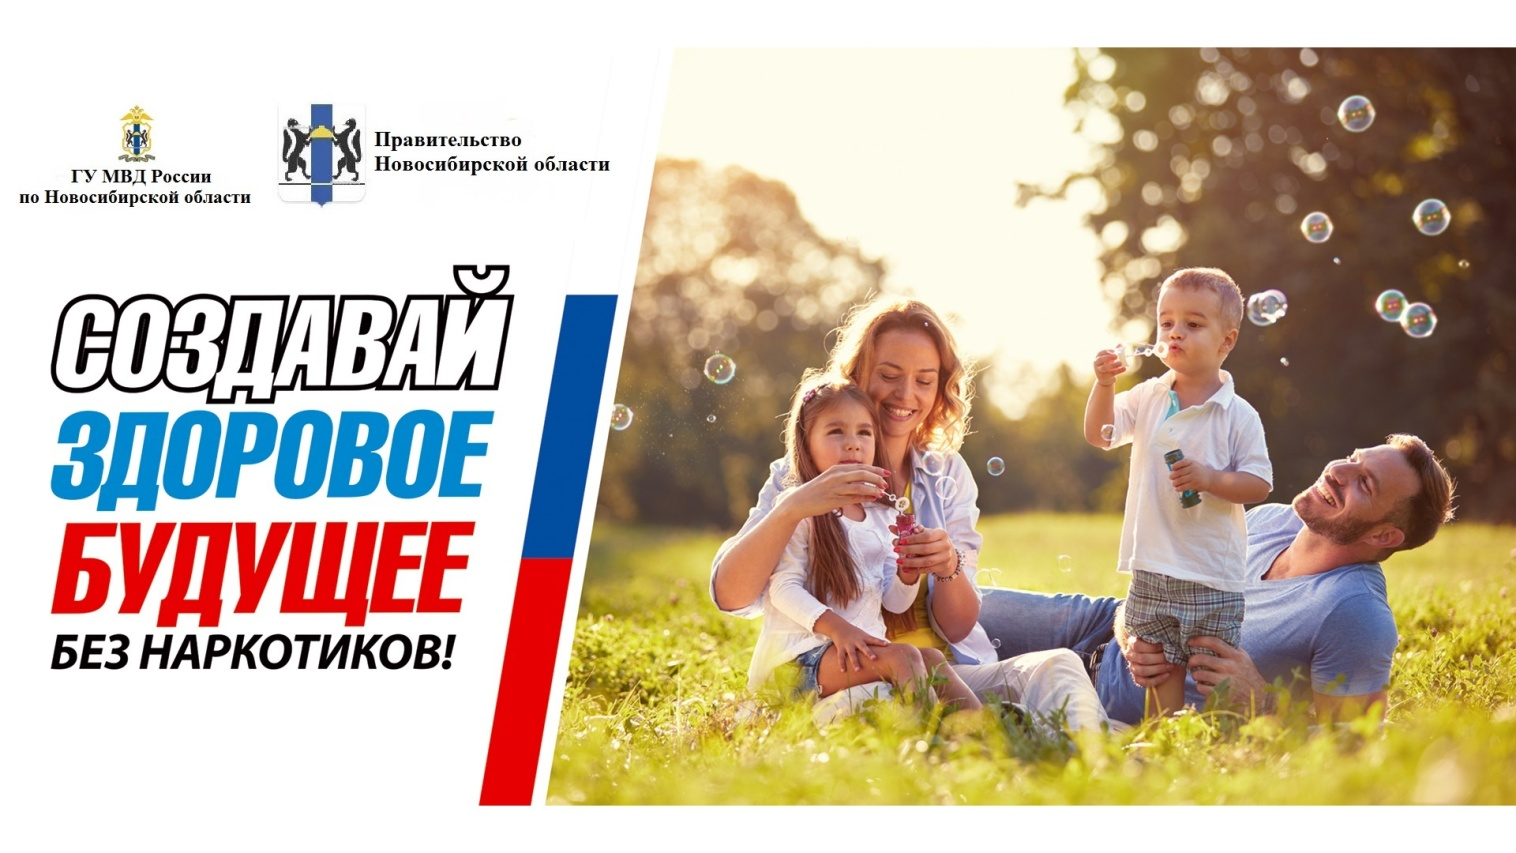 ГУ МВД России
по Новосибирской области
Правительство
Новосибирской области
СОЗДАВАЙ
ЗДОРОВОЕ
БУДУЩЕЕ
БЕЗ НАРКОТИКОВ!